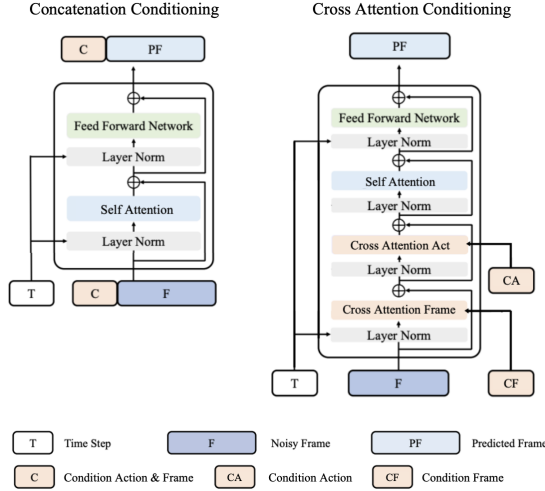 Concatenation Conditioning
C PF
Feed Forward Network
Layer Norm
Self Attention
Layer Norm
T C F
Cross Attention Conditioning
PF
Feed Forward Network
Layer Norm
Self Attention
Layer Norm
Cross Attention Act
Layer Norm
CA
Cross Attention Frame
Layer Norm
T F CF
T Time Step F Noisy Frame PF Predicted Frame
C Condition Action & Frame CA Condition Action CF Condition Frame